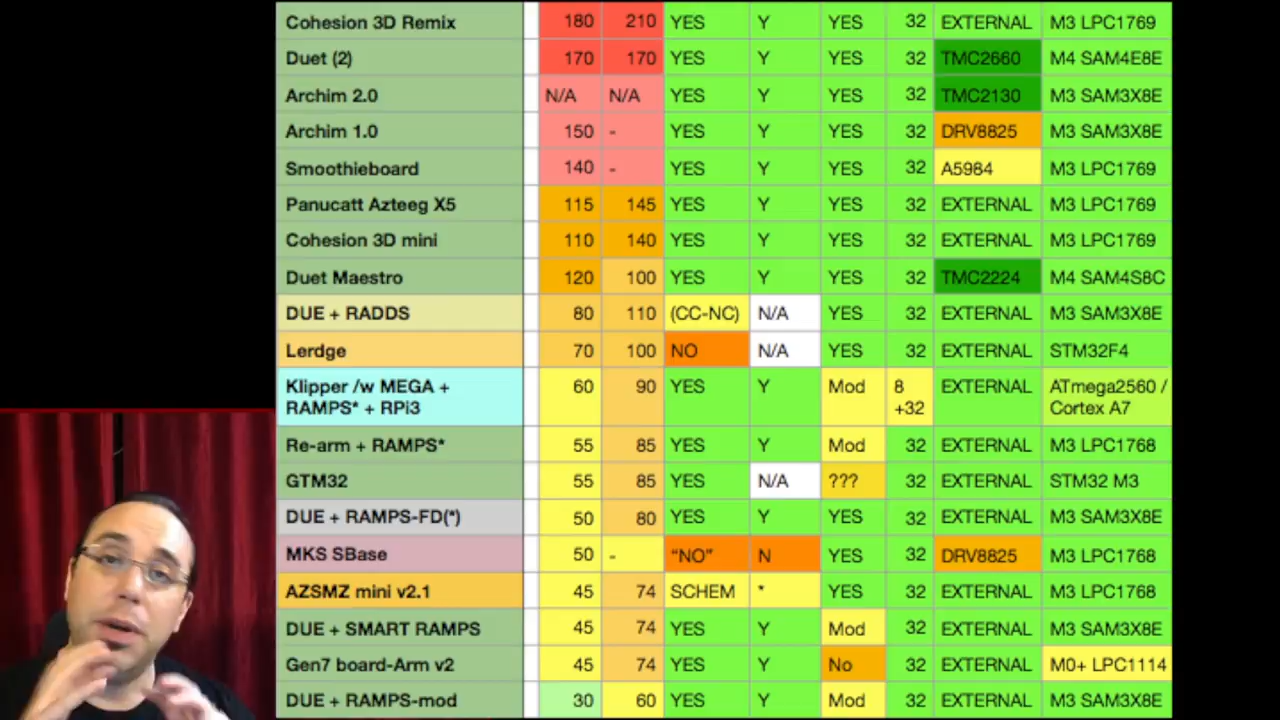 Cohesion 3D Remix 180 210 YES Y YES 32 EXTERNAL M3 LPC1769
Duet (2) 170 170 YES Y YES 32 TMC2660 M4 SAM4E8E
Archim 2.0 N/A N/A YES Y YES 32 TMC2130 M3 SAM3X8E
Archim 1.0 150 - YES Y YES 32 DRV8825 M3 SAM3X8E
Smoothieboard 140 - YES Y YES 32 A5984 M3 LPC1769
Panucatt Azteeg X5 115 145 YES Y YES 32 EXTERNAL M3 LPC1769
Cohesion 3D mini 110 140 YES Y YES 32 EXTERNAL M3 LPC1769
Duet Maestro 120 100 YES Y YES 32 TMC2224 M4 SAM4S8C
DUE + RADDS 80 110 (CC-NC) N/A YES 32 EXTERNAL M3 SAM3X8E
Lerdge 70 100 NO N/A YES 32 EXTERNAL STM32F4
Klipper /w MEGA + 60 90 YES Y Mod 8 EXTERNAL ATmega2560 /
RAMPS* + RPi3 +32 Cortex A7
Re-arm + RAMPS* 55 85 YES Y Mod 32 EXTERNAL M3 LPC1768
GTM32 55 85 YES N/A ??? 32 EXTERNAL STM32 M3
DUE + RAMPS-FD(*) 50 80 YES Y YES 32 EXTERNAL M3 SAM3X8E
MKS SBase 50 - “NO” N YES 32 DRV8825 M3 LPC1768
AZSMZ mini v2.1 45 74 SCHEM * YES 32 EXTERNAL M3 LPC1768
DUE + SMART RAMPS 45 74 YES Y Mod 32 EXTERNAL M3 SAM3X8E
Gen7 board-Arm v2 45 74 YES Y No 32 EXTERNAL M0+ LPC1114
DUE + RAMPS-mod 30 60 YES Y Mod 32 EXTERNAL M3 SAM3X8E